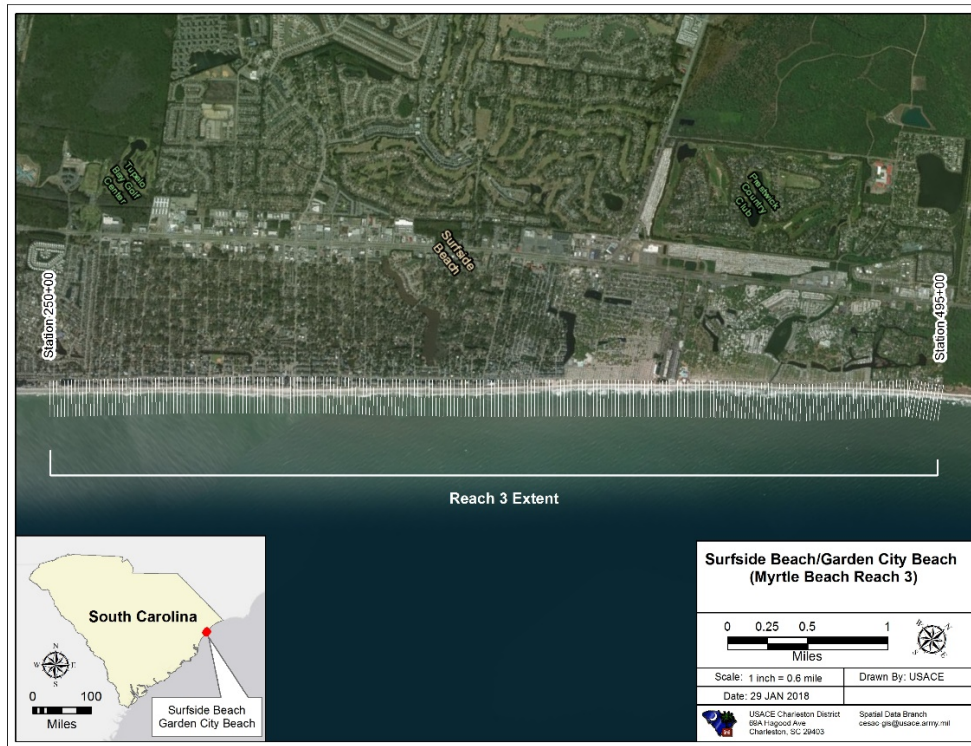 Tupelo
Bay Golf
Center
Surfside
Beach
Prestwick
Country
Club
Station 250+00
Station 495+00
Reach 3 Extent
South Carolina
N
W
E
S
0 100
Miles
Surfside Beach
Garden City Beach
Surfside Beach/Garden City Beach
(Myrtle Beach Reach 3)
0 0.25 0.5 1
Miles
W
N
S
E
Scale: 1 inch = 0.6 mile
Drawn By: USACE
Date: 29 JAN 2018
USACE Charleston District
69A Hagood Ave
Charleston, SC 29403
Spatial Data Branch
cesac-gis@usace.army.mil